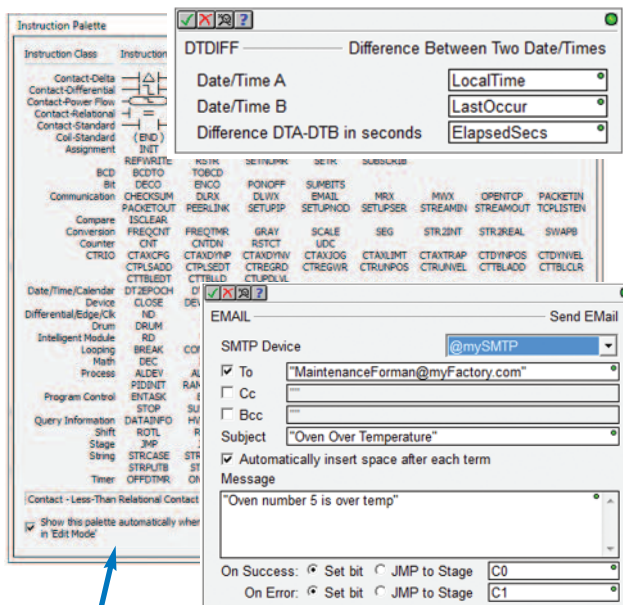 Instruction Palette
DTDIFF Difference Between Two Date/Times
Date/Time A LocalTime
Date/Time B LastOccur
Difference DTA-DTB in seconds ElapsedSecs
Instruction Class Instruction
Contact-Delta
Contact-Differential
Contact-Power Flow
Contact-Relational =
Contact-Standard
Coil-Standard (END)
Assignment INIT
REFWRITE RSTR SETNUMR SETR SUBSCRIB
BCD BCDTO TOBCD
Bit DECO ENCO PONOFF SUMBITS
Communication CHECKSUM DLRX DLWX EMAIL MRX MWX OPENTCP PACKETIN
PACKETOUT PEERLINK SETUPIP SETUPNOD SETUPSER STREAMIN STREAMOUT TCPLISTEN
Compare ISCLEAR
Conversion FREQCNT FREQTMR GRAY SCALE SEG STR2INT STR2REAL SWAPB
Counter CNT CNTDN RSTCT UDC
CTRIO CTAXCFG CTAXDYNP CTAXDYNV CTAXJOG CTAXLIMT CTAXTRAP CTDYNPOS CTDYNVEL
CTPLSADD CTPLSEDT CTREGRD CTREGWR CTRUNPOS CTRUNVEL CTTBLADD CTTBLCLR
CTTBLEDT CTTBLLD CTUPDLVL
Date/Time/Calendar DT2EPOCH
Device CLOSE
Differential/Edge/Clk ND
Drum DRUM
Intelligent Module RD
Looping BREAK
Math DEC
Process ALDEV
PIDINIT
Program Control ENTASK
STOP
Query Information DATAINFO
Shift ROTL
Stage JMP
String STRCASE
STRPUTB
Timer OFFDTMR
Contact - Less-Than Relational Contact
Show this palette automatically when
in 'Edit Mode'
EMAIL Send EMail
SMTP Device @mySMTP
To "MaintenanceForman@myFactory.com"
Cc ""
Bcc ""
Subject "Oven Over Temperature"
Automatically insert space after each term
Message
"Oven number 5 is over temp"
On Success: Set bit JMP to Stage C0
On Error: Set bit JMP to Stage C1